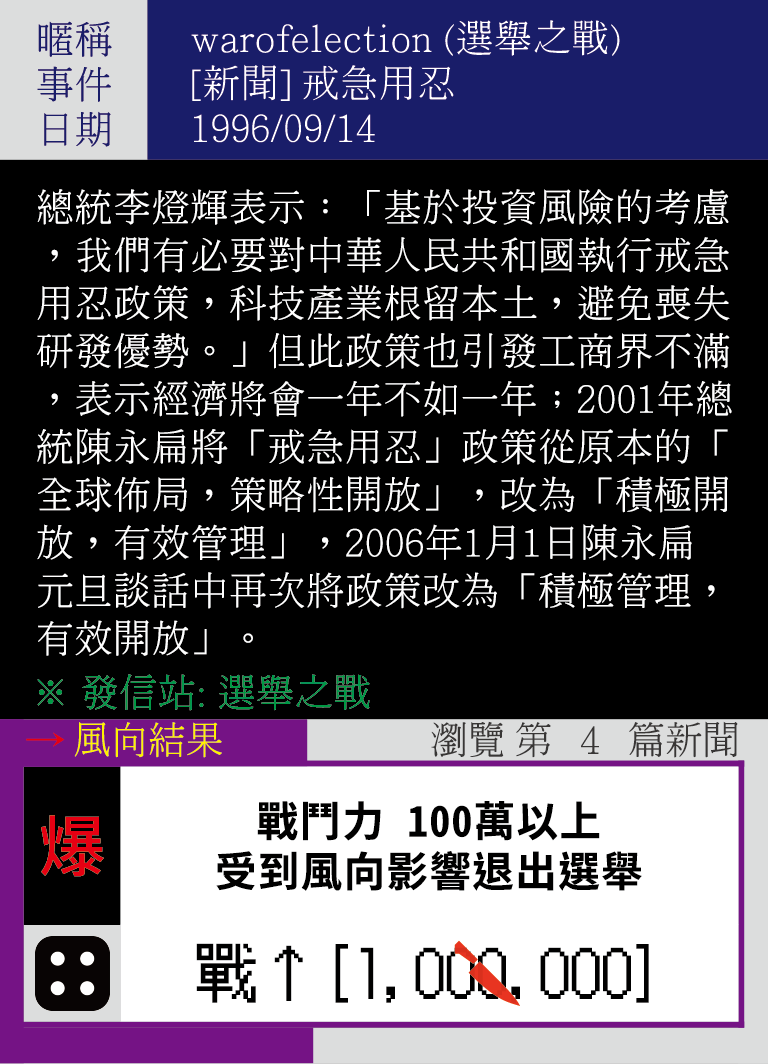 暱稱 warofelection (選舉之戰)
事件 [新聞] 戒急用忍
日期 1996/09/14
總統李燈輝表示：「基於投資風險的考慮
，我們有必要對中華人民共和國執行戒急
用忍政策，科技產業根留本土，避免喪失
研發優勢。」但此政策也引發工商界不滿
，表示經濟將會一年不如一年；2001年總
統陳永扁將「戒急用忍」政策從原本的「
全球佈局，策略性開放」，改為「積極開
放，有效管理」，2006年1月1日陳永扁
元旦談話中再次將政策改為「積極管理，
有效開放」。
※ 發信站: 選舉之戰
→ 風向結果 瀏覽 第 4 篇新聞
爆
戰鬥力 100萬以上
受到風向影響退出選舉
戰↑[1,000,000]